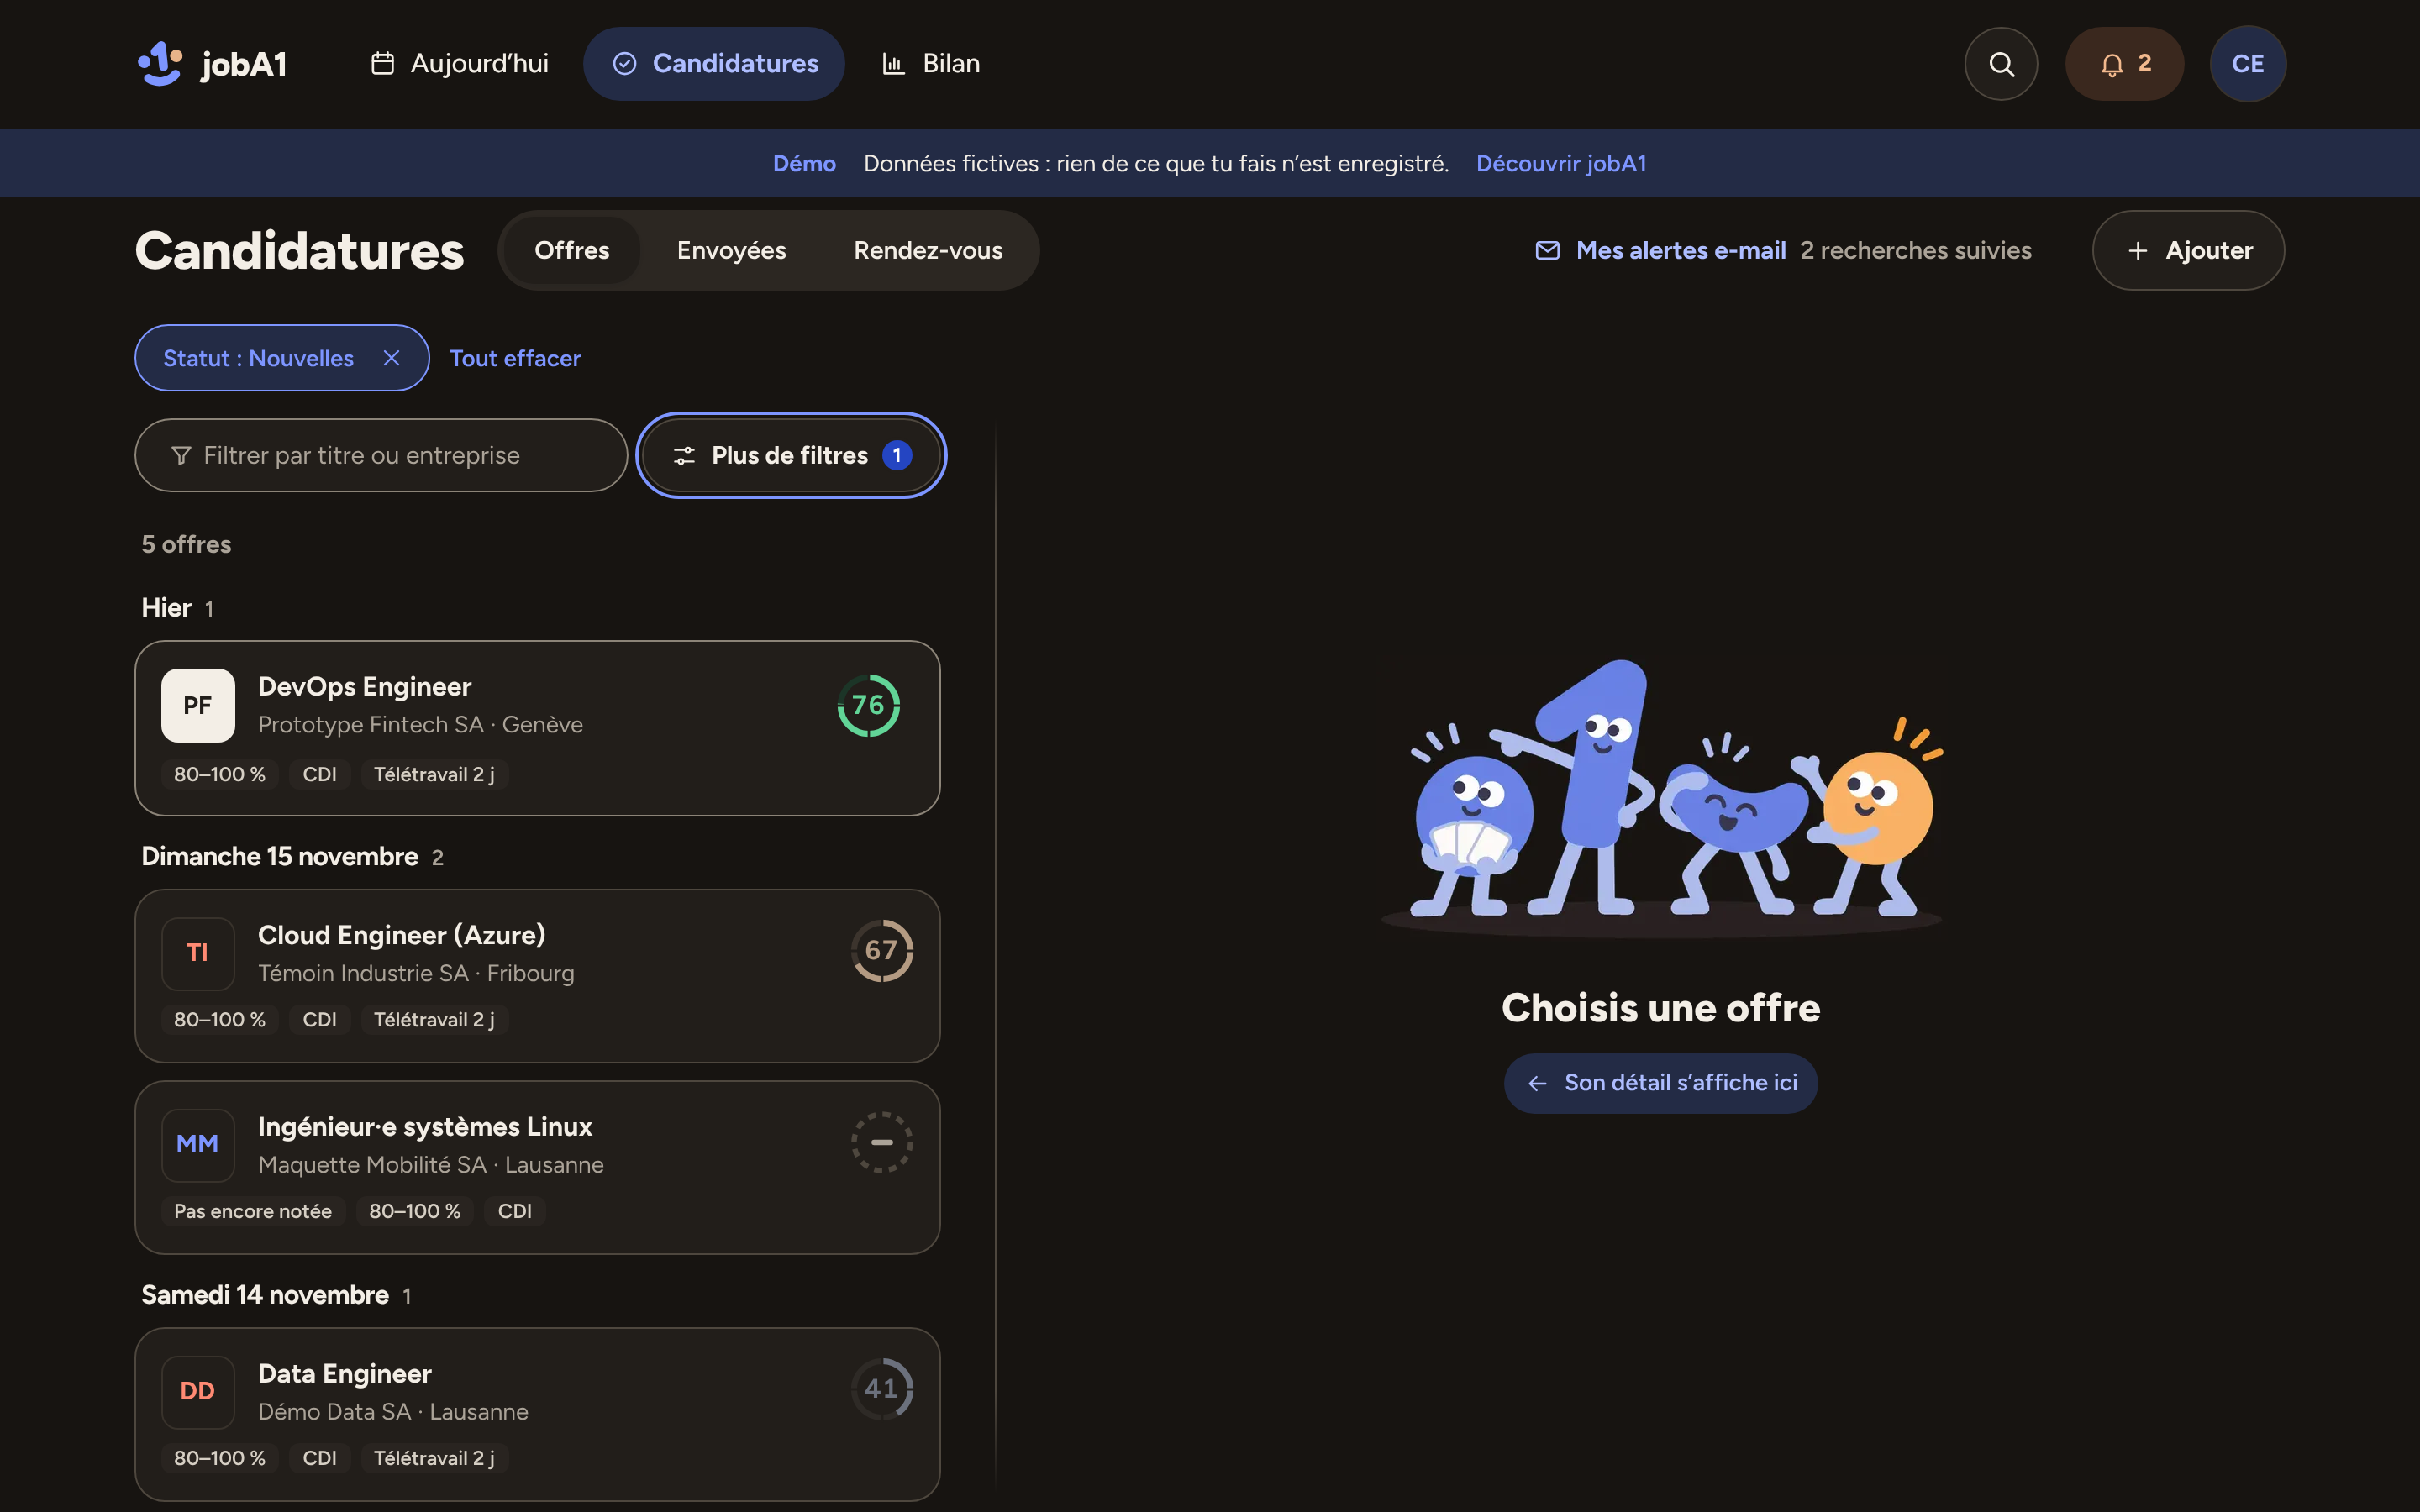 jobA1
Aujourd’hui
Candidatures
Bilan
2
CE
Démo Données fictives : rien de ce que tu fais n’est enregistré. Découvrir jobA1
Candidatures
Offres
Envoyées
Rendez-vous
Mes alertes e-mail 2 recherches suivies
Ajouter
Statut : Nouvelles
Tout effacer
Filtrer par titre ou entreprise
Plus de filtres 1
5 offres
Hier 1
PF
DevOps Engineer
Prototype Fintech SA · Genève
76
80–100 % CDI Télétravail 2 j
Dimanche 15 novembre 2
TI
Cloud Engineer (Azure)
Témoin Industrie SA · Fribourg
67
80–100 % CDI Télétravail 2 j
MM
Ingénieur·e systèmes Linux
Maquette Mobilité SA · Lausanne
Pas encore notée 80–100 % CDI
Samedi 14 novembre 1
DD
Data Engineer
Démo Data SA · Lausanne
41
80–100 % CDI Télétravail 2 j
Choisis une offre
Son détail s’affiche ici